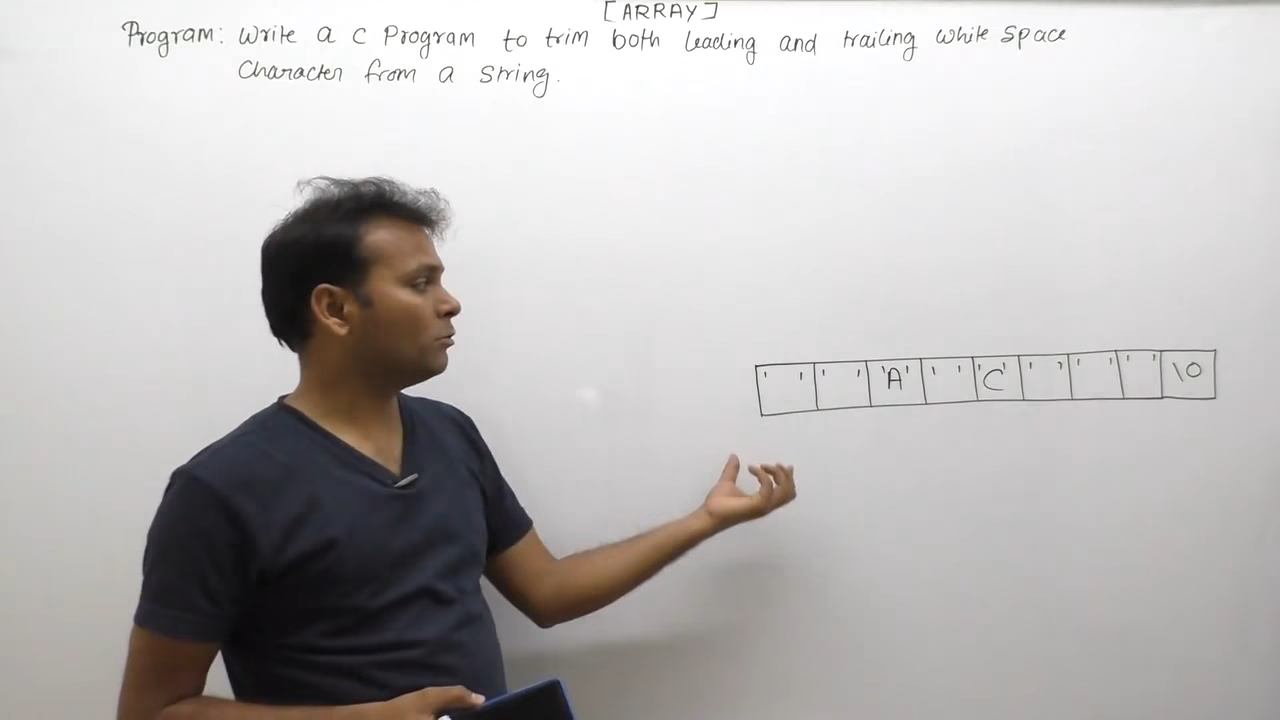 [ARRAY]
Program: Write a C Program to trim both leading and trailing white space
Character from a string.
' ' ' ' 'A' ' ' 'C' ' ' ' ' ' ' \0